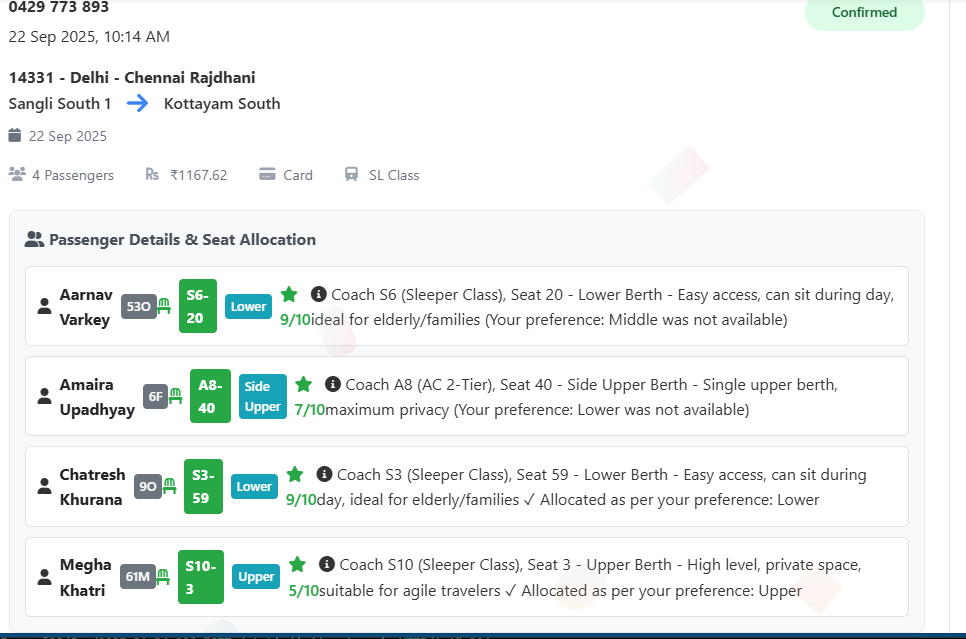 0429 773 893
Confirmed
22 Sep 2025, 10:14 AM
14331 - Delhi - Chennai Rajdhani
Sangli South 1 → Kottayam South
22 Sep 2025
4 Passengers ₨ ₹1167.62 Card SL Class
Passenger Details & Seat Allocation
Aarnav Varkey
53O
S6-20
Lower
9/10
Coach S6 (Sleeper Class), Seat 20 - Lower Berth - Easy access, can sit during day,
ideal for elderly/families (Your preference: Middle was not available)
Amaira Upadhyay
6F
A8-40
Side Upper
7/10
Coach A8 (AC 2-Tier), Seat 40 - Side Upper Berth - Single upper berth,
maximum privacy (Your preference: Lower was not available)
Chatresh Khurana
9O
S3-59
Lower
9/10
Coach S3 (Sleeper Class), Seat 59 - Lower Berth - Easy access, can sit during
day, ideal for elderly/families ✓ Allocated as per your preference: Lower
Megha Khatri
61M
S10-3
Upper
5/10
Coach S10 (Sleeper Class), Seat 3 - Upper Berth - High level, private space,
suitable for agile travelers ✓ Allocated as per your preference: Upper